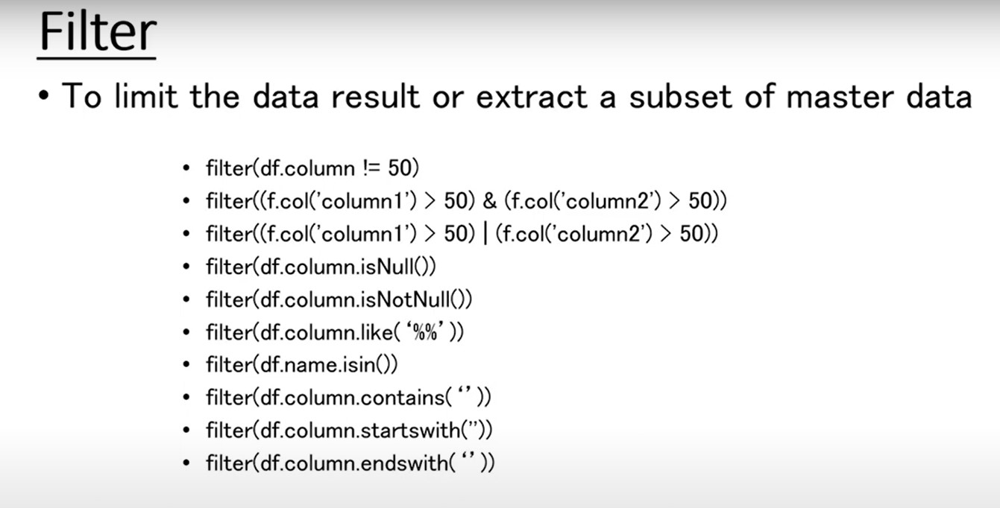 Filter
• To limit the data result or extract a subset of master data
• filter(df.column != 50)
• filter((f.col('column1') > 50) & (f.col('column2') > 50))
• filter((f.col('column1') > 50) | (f.col('column2') > 50))
• filter(df.column.isNull())
• filter(df.column.isNotNull())
• filter(df.column.like( ‘%%’ ))
• filter(df.name.isin())
• filter(df.column.contains( ‘’ ))
• filter(df.column.startswith(’’))
• filter(df.column.endswith( ‘’ ))